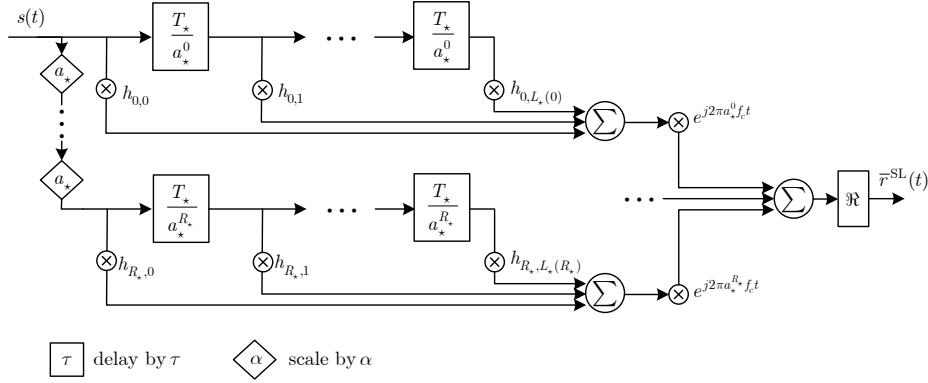 s(t)
T⋆ / a⋆^0
• • •
T⋆ / a⋆^0
a⋆
h_{0,0}
h_{0,1}
h_{0,L⋆(0)}
∑
e^{j2πa⋆^0 f_c t}
a⋆
T⋆ / a⋆^{R⋆}
• • •
T⋆ / a⋆^{R⋆}
• • •
∑
ℜ
r̅^{SL}(t)
h_{R⋆,0}
h_{R⋆,1}
h_{R⋆,L⋆(R⋆)}
∑
e^{j2πa⋆^{R⋆} f_c t}
τ delay by τ α scale by α